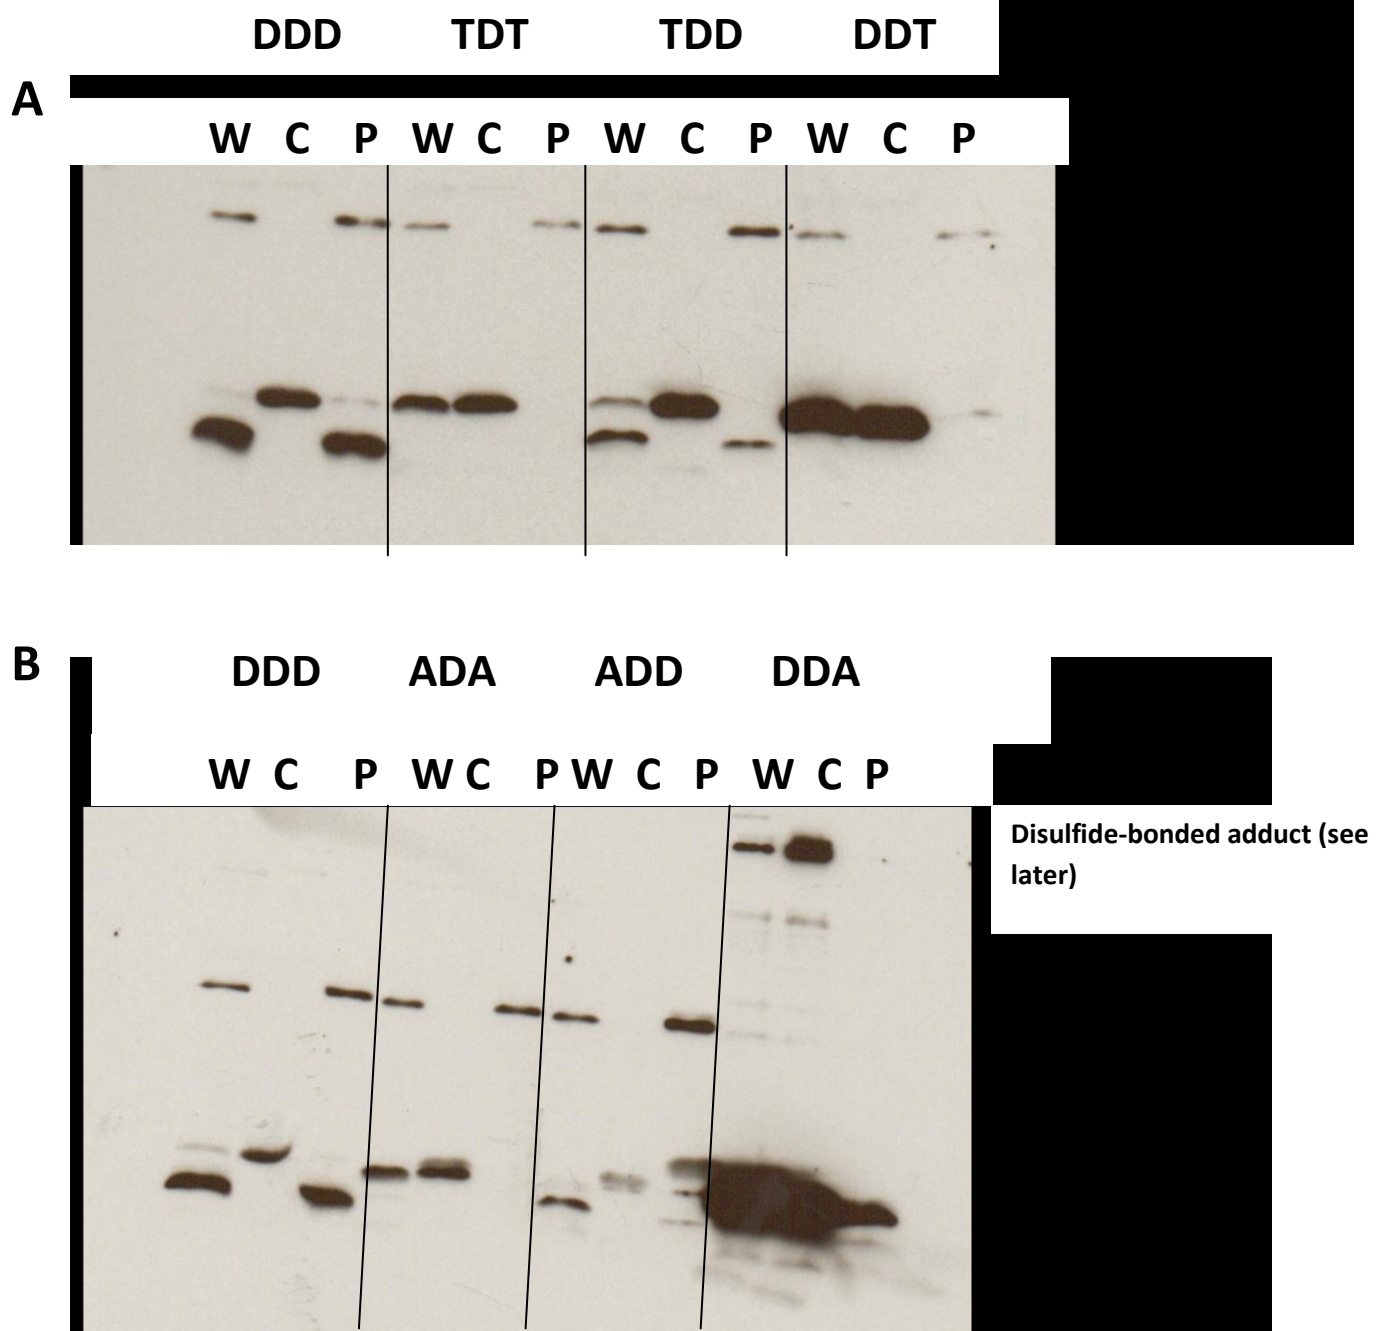 DDD TDT TDD DDT
A
W C P W C P W C P W C P
B DDD ADA ADD DDA
W C P W C P W C P W C P
Disulfide-bonded adduct (see
later)